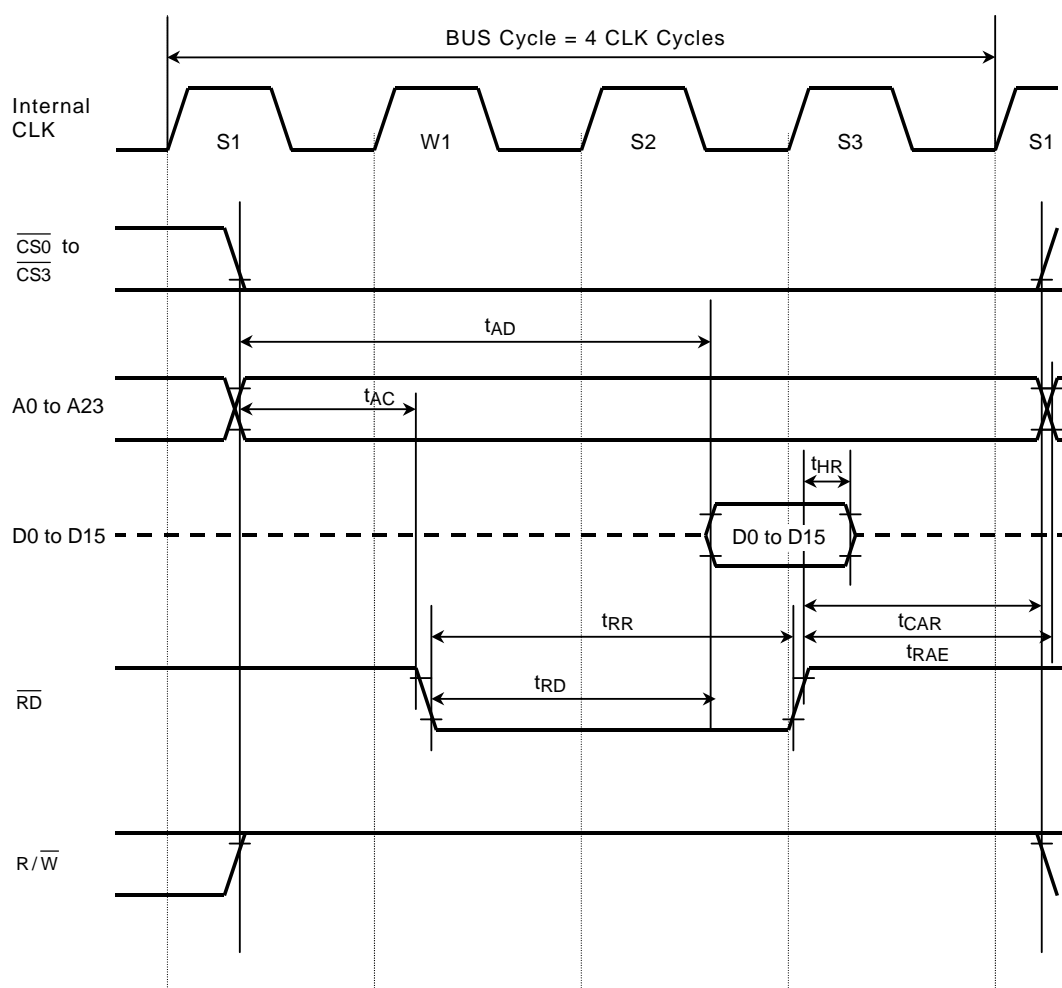 BUS Cycle = 4 CLK Cycles
Internal
CLK
S1
W1
S2
S3
S1
CS0 to
CS3
tAD
A0 to A23
tAC
tHR
D0 to D15
D0 to D15
tRR
tCAR
tRAE
RD
tRD
R/W